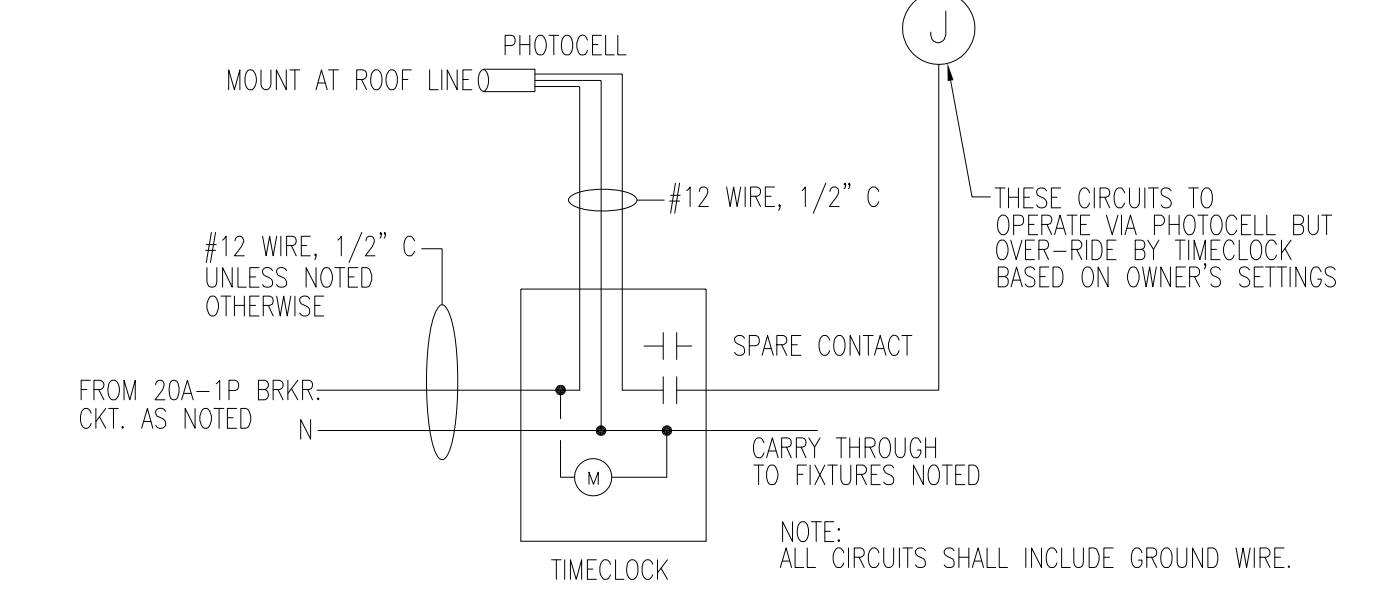 J
PHOTOCELL
MOUNT AT ROOF LINE
#12 WIRE, 1/2" C
THESE CIRCUITS TO
OPERATE VIA PHOTOCELL BUT
OVER-RIDE BY TIMECLOCK
BASED ON OWNER'S SETTINGS
#12 WIRE, 1/2" C
UNLESS NOTED
OTHERWISE
SPARE CONTACT
FROM 20A-1P BRKR.
CKT. AS NOTED
N
CARRY THROUGH
TO FIXTURES NOTED
M
NOTE:
ALL CIRCUITS SHALL INCLUDE GROUND WIRE.
TIMECLOCK